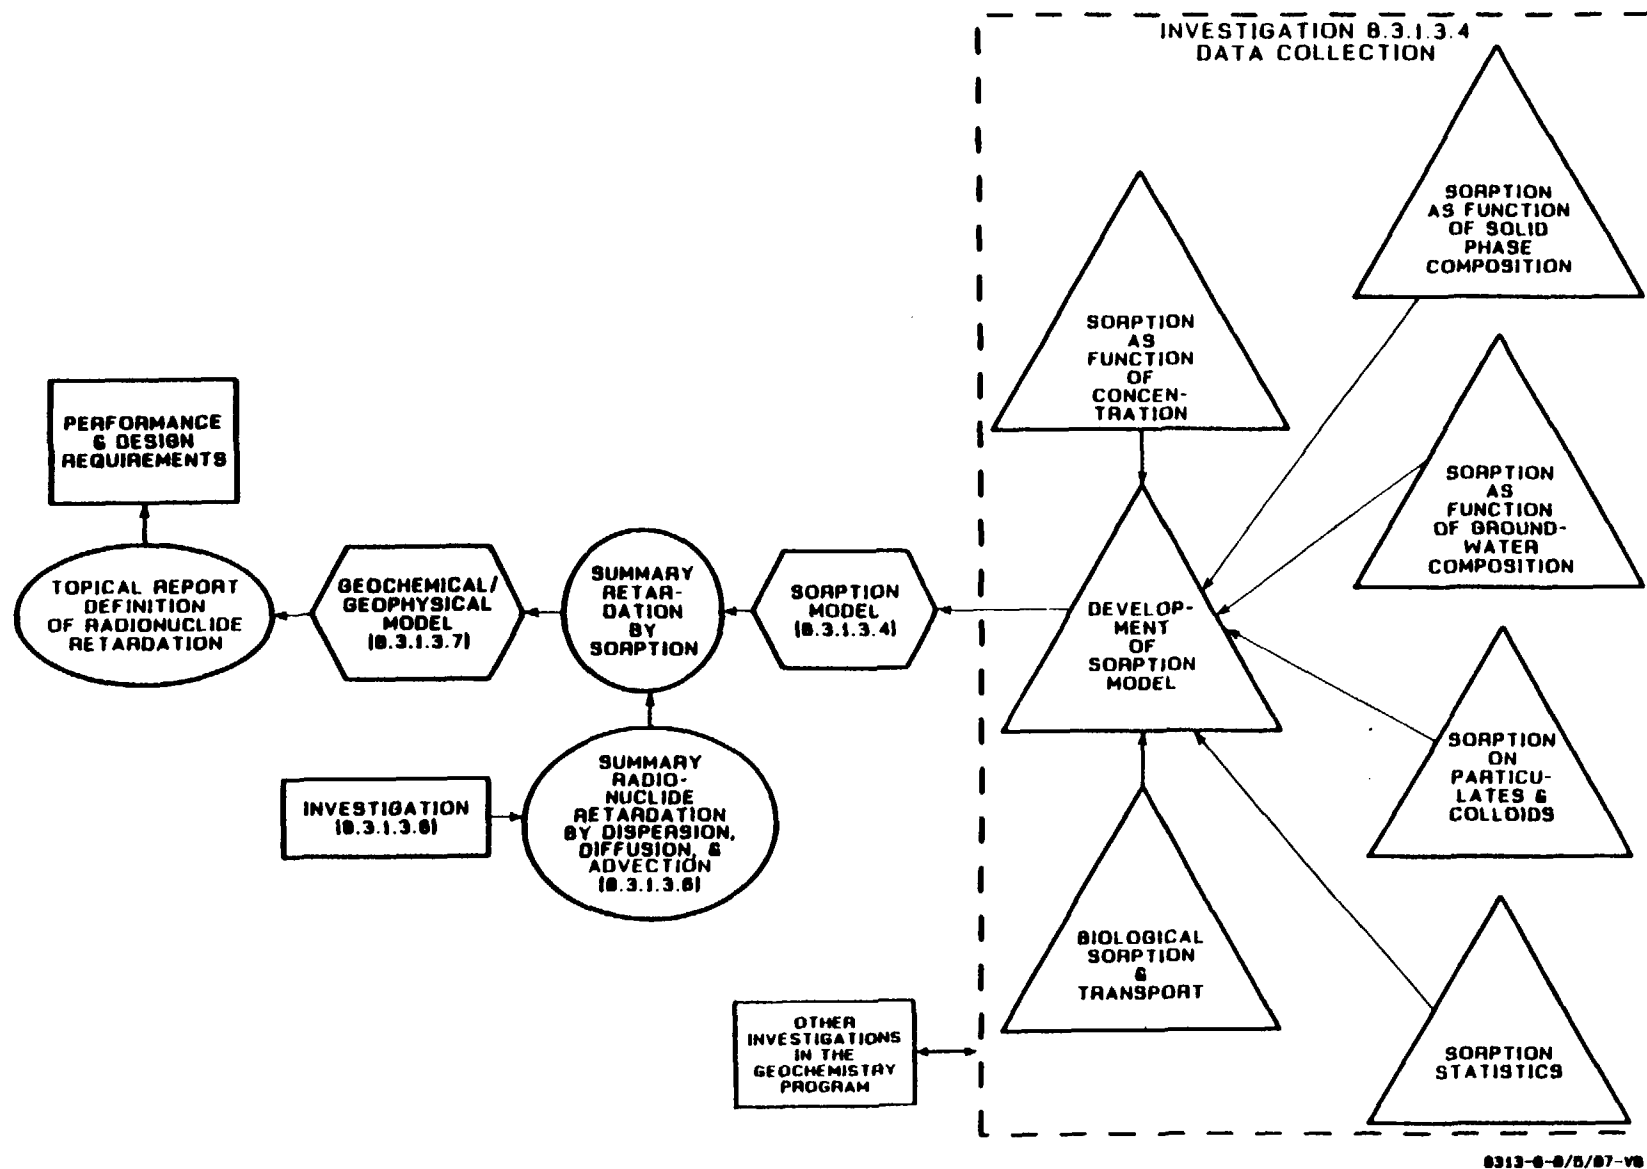 INVESTIGATION 8.3.1.3.4
DATA COLLECTION
SORPTION
AS FUNCTION
OF SOLID
PHASE
COMPOSITION
SORPTION
AS
FUNCTION
OF
CONCEN-
TRATION
PERFORMANCE
& DESIGN
REQUIREMENTS
SORPTION
AS
FUNCTION
OF GROUND-
WATER
COMPOSITION
TOPICAL REPORT
DEFINITION
OF RADIONUCLIDE
RETARDATION
GEOCHEMICAL/
GEOPHYSICAL
MODEL
(8.3.1.3.7)
SUMMARY
RETAR-
DATION
BY
SORPTION
SORPTION
MODEL
(8.3.1.3.4)
DEVELOP-
MENT
OF
SORPTION
MODEL
SORPTION
ON
PARTICU-
LATES &
COLLOIDS
INVESTIGATION
(8.3.1.3.6)
SUMMARY
RADIO-
NUCLIDE
RETARDATION
BY DISPERSION,
DIFFUSION, &
ADVECTION
(8.3.1.3.6)
BIOLOGICAL
SORPTION
&
TRANSPORT
OTHER
INVESTIGATIONS
IN THE
GEOCHEMISTRY
PROGRAM
SORPTION
STATISTICS